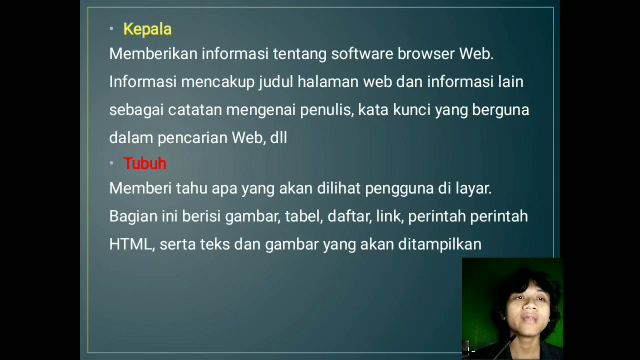 • Kepala
Memberikan informasi tentang software browser Web.
Informasi mencakup judul halaman web dan informasi lain
sebagai catatan mengenai penulis, kata kunci yang berguna
dalam pencarian Web, dll
• Tubuh
Memberi tahu apa yang akan dilihat pengguna di layar.
Bagian ini berisi gambar, tabel, daftar, link, perintah perintah
HTML, serta teks dan gambar yang akan ditampilkan